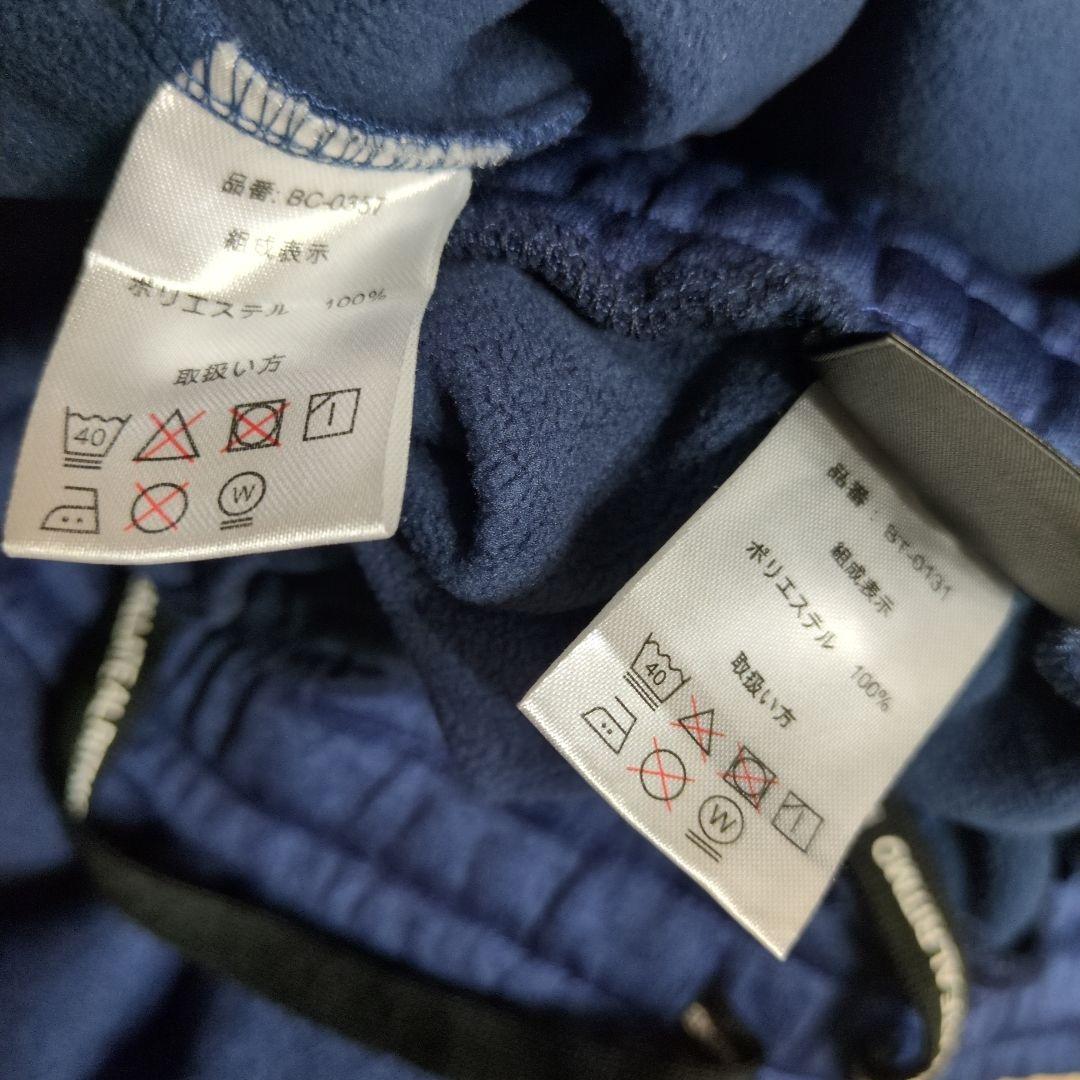 品番: BC-0357
組成表示
ポリエステル 100%
取扱い方
40
W
品番: BT-0131
組成表示
ポリエステル 100%
取扱い方
40
W